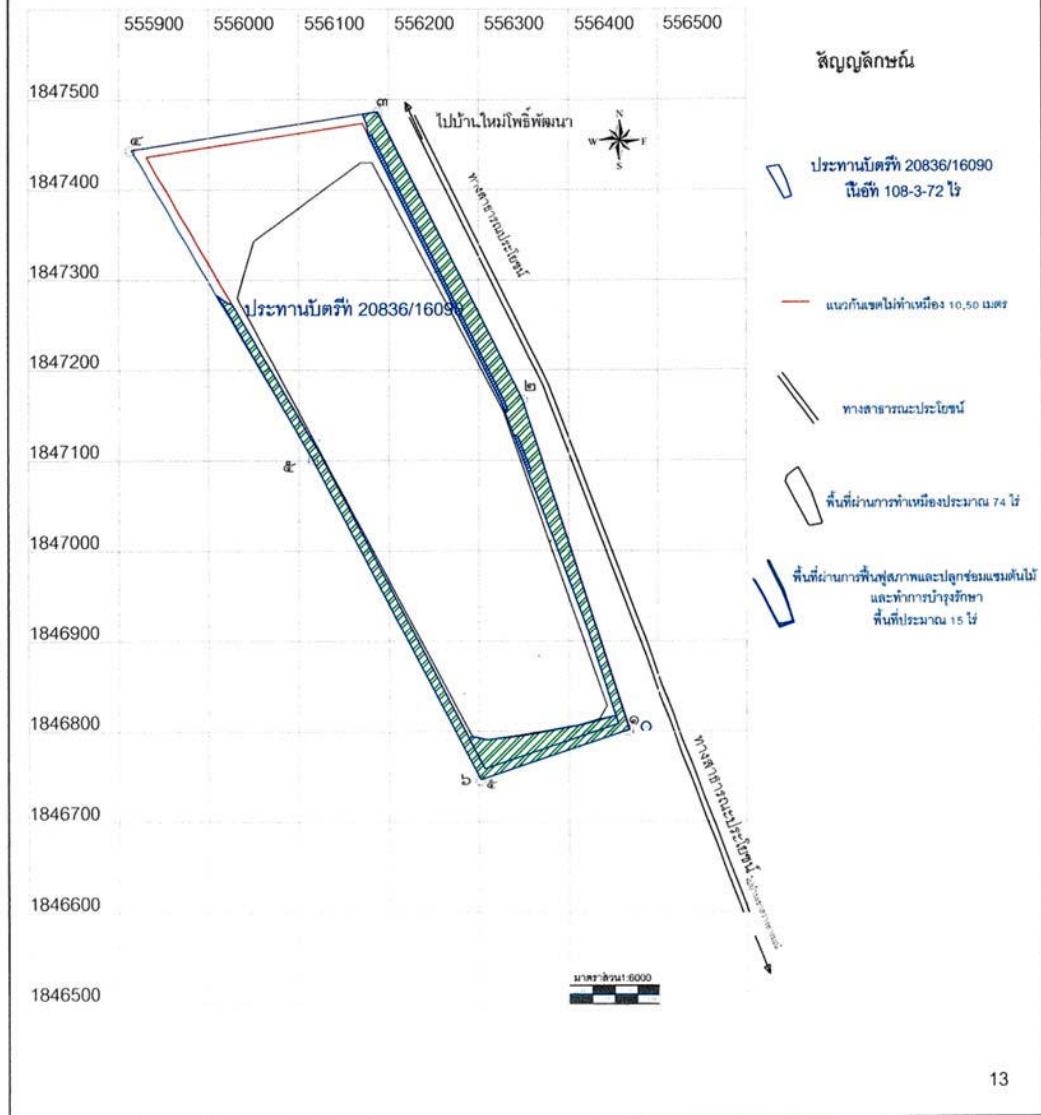 555900 556000 556100 556200 556300 556400 556500
สัญญลักษณ์
1847500
๓
ไปบ้านใหม่โพธิ์พัฒนา
N
W E
S
๔
ประทานบัตรที่ 20836/16090
เนื้อที่ 108-3-72 ไร่
1847400
ทางสาธารณประโยชน์
1847300
ประทานบัตรที่ 20836/16090
แนวกันเขตไม่ทำเหมือง 10,50 เมตร
1847200
๒
ทางสาธารณะประโยชน์
1847100
๕
พื้นที่ผ่านการทำเหมืองประมาณ 74 ไร่
1847000
พื้นที่ผ่านการฟื้นฟูสภาพและปลูกซ่อมแซมต้นไม้
และทำการบำรุงรักษา
พื้นที่ประมาณ 15 ไร่
1846900
1846800
๑
ทางสาธารณะประโยชน์
๖ ๕
1846700
1846600
มาตราส่วน1:6000
1846500
13